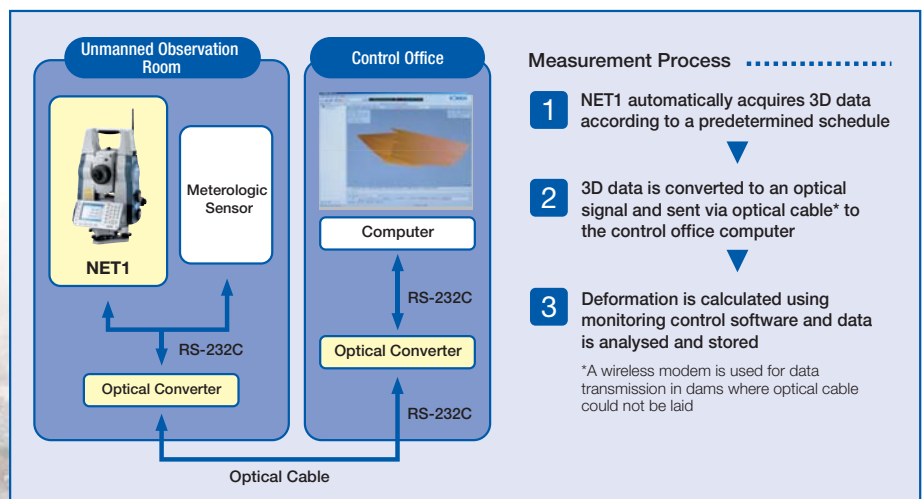 Unmanned Observation
Room
NET1
Meterologic
Sensor
RS-232C
Optical Converter
Control Office
Computer
RS-232C
Optical Converter
RS-232C
Optical Cable
Measurement Process
1
NET1 automatically acquires 3D data
according to a predetermined schedule
2
3D data is converted to an optical
signal and sent via optical cable* to
the control office computer
3
Deformation is calculated using
monitoring control software and data
is analysed and stored
*A wireless modem is used for data
transmission in dams where optical cable
could not be laid